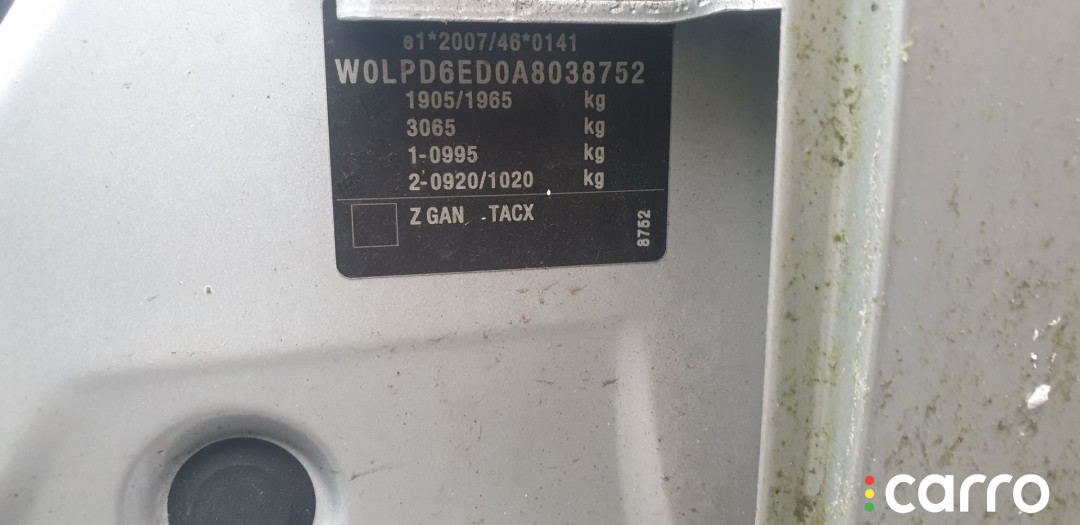 e1*2007/46*0141
W0LPD6ED0A8038752
1905/1965 kg
3065 kg
1-0995 kg
2-0920/1020 kg
Z GAN -TACX
8752
carro